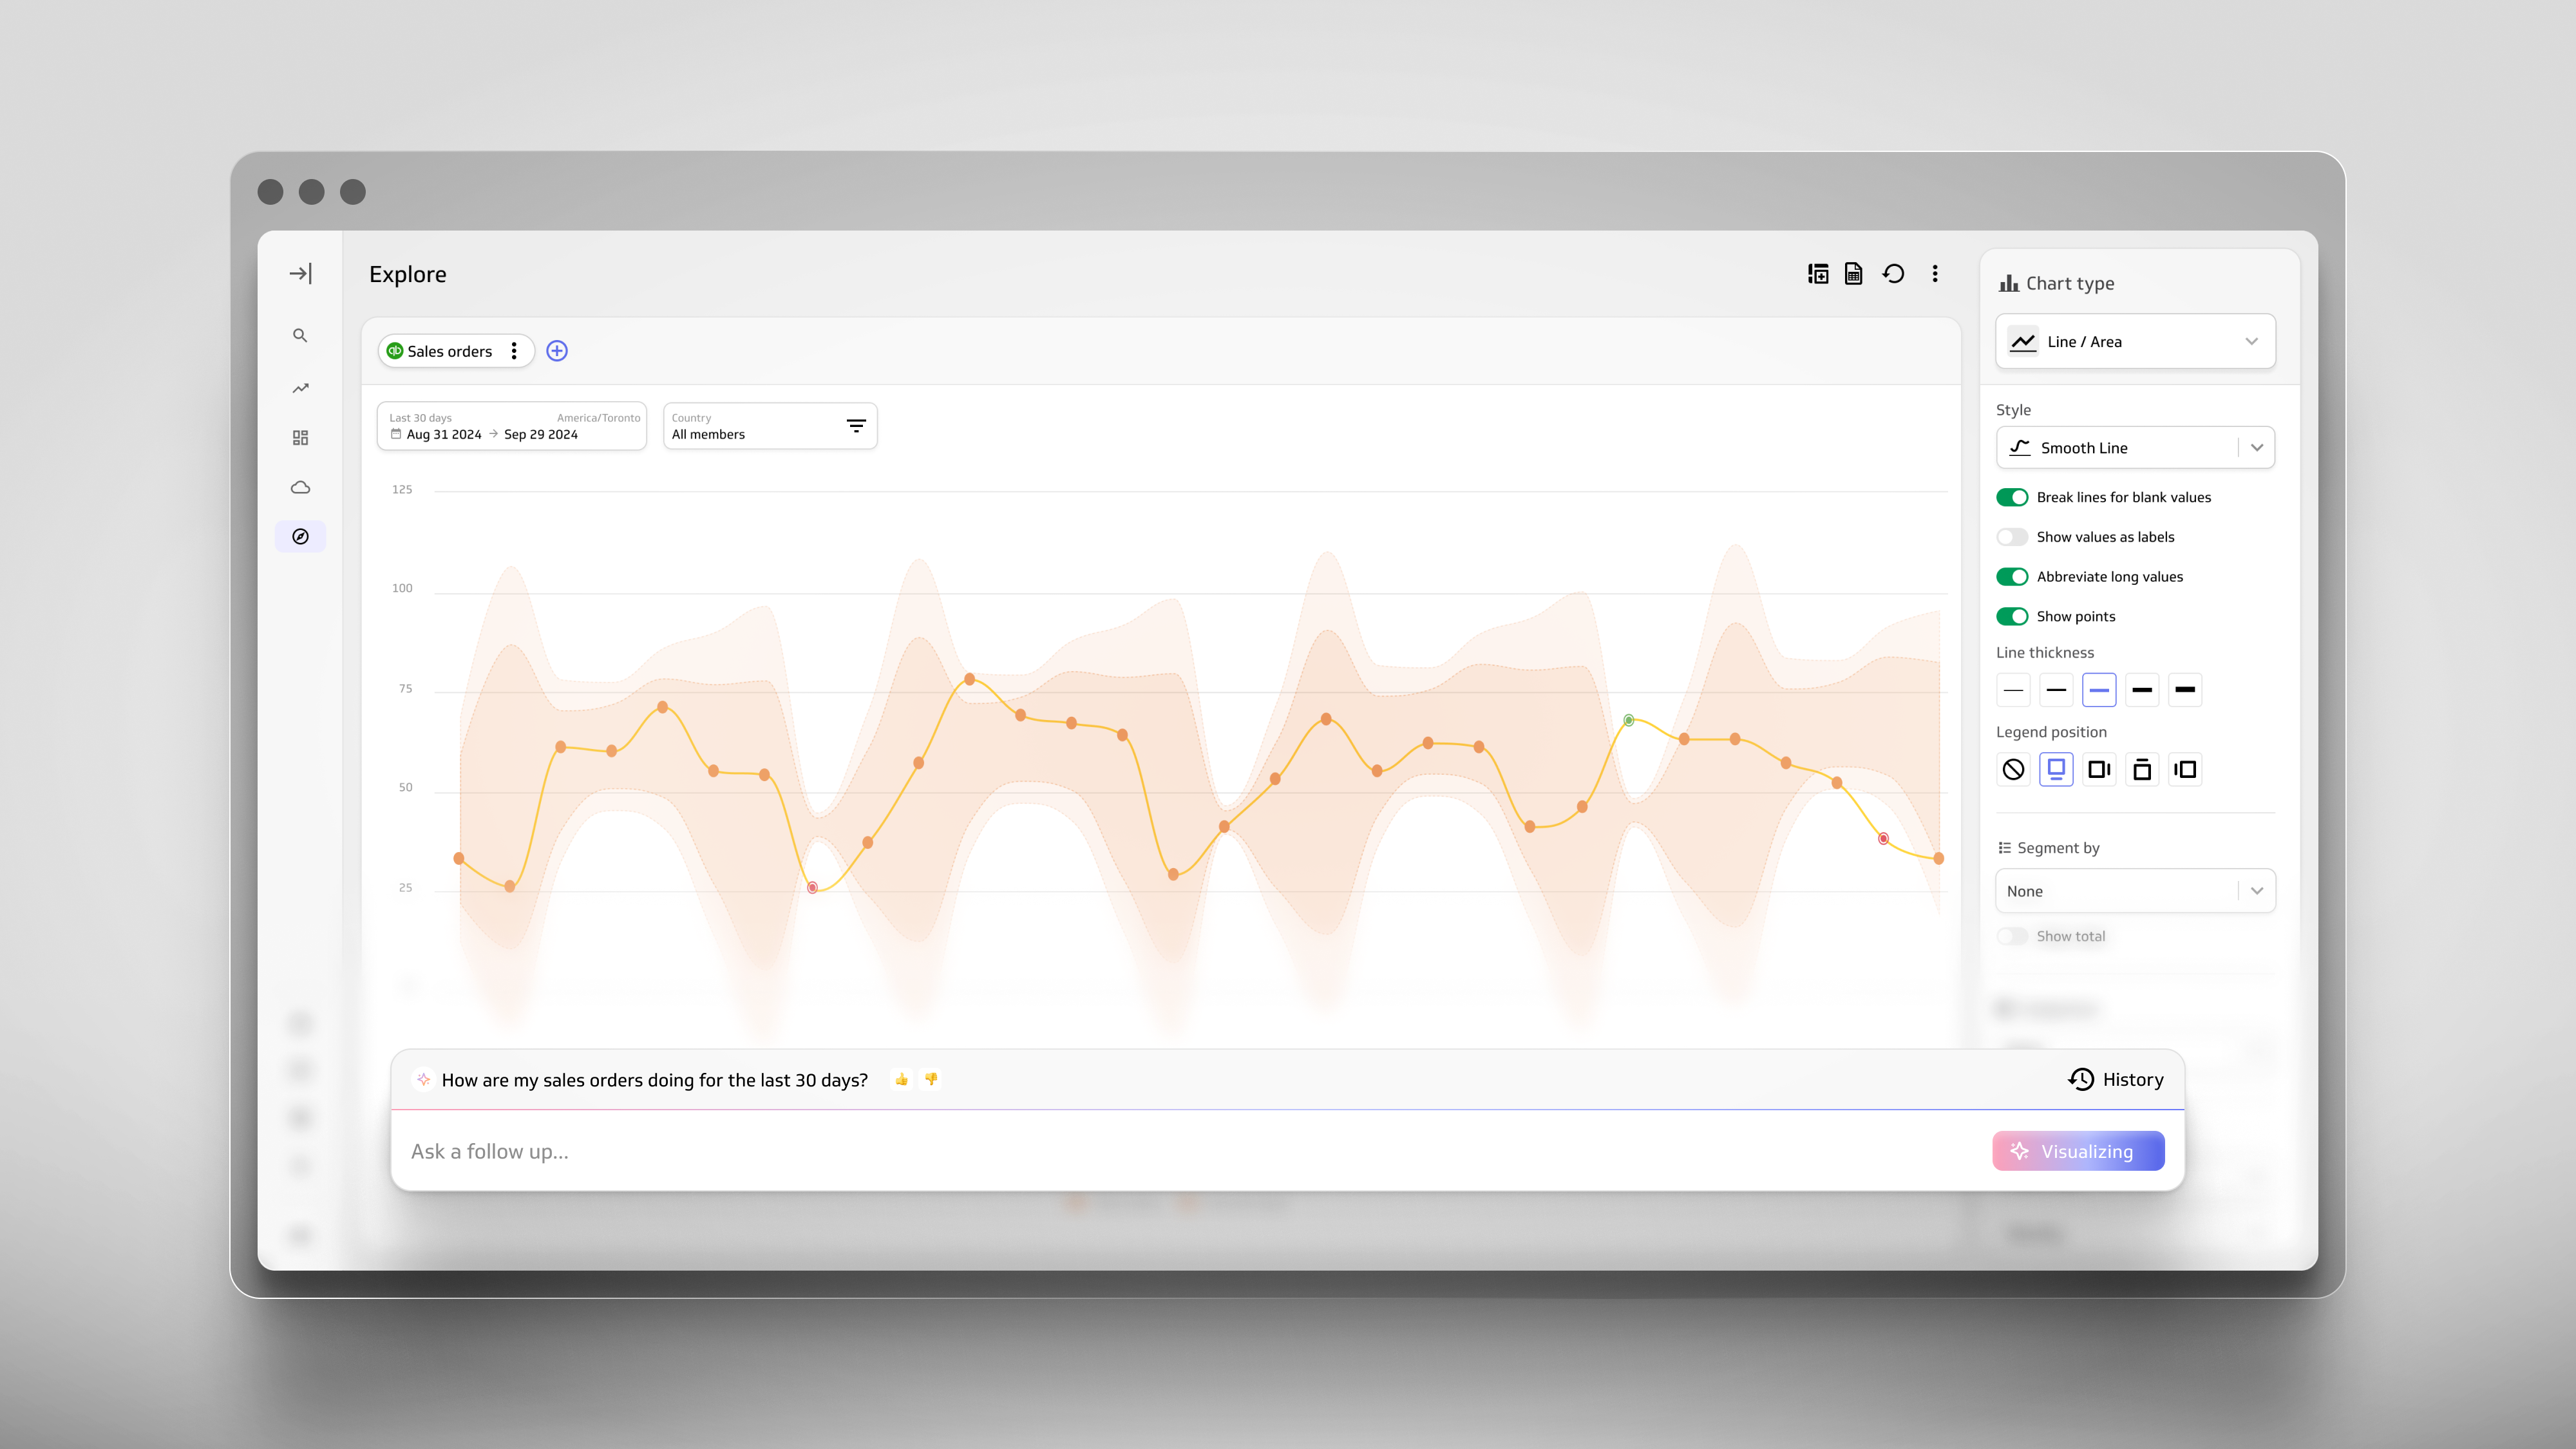 Explore
Sales orders
Last 30 days America/Toronto
Aug 31 2024 → Sep 29 2024
Country
All members
125
100
75
50
25
How are my sales orders doing for the last 30 days?
History
Ask a follow up...
Visualizing
Chart type
Line / Area
Style
Smooth Line
Break lines for blank values
Show values as labels
Abbreviate long values
Show points
Line thickness
Legend position
Segment by
None
Show total